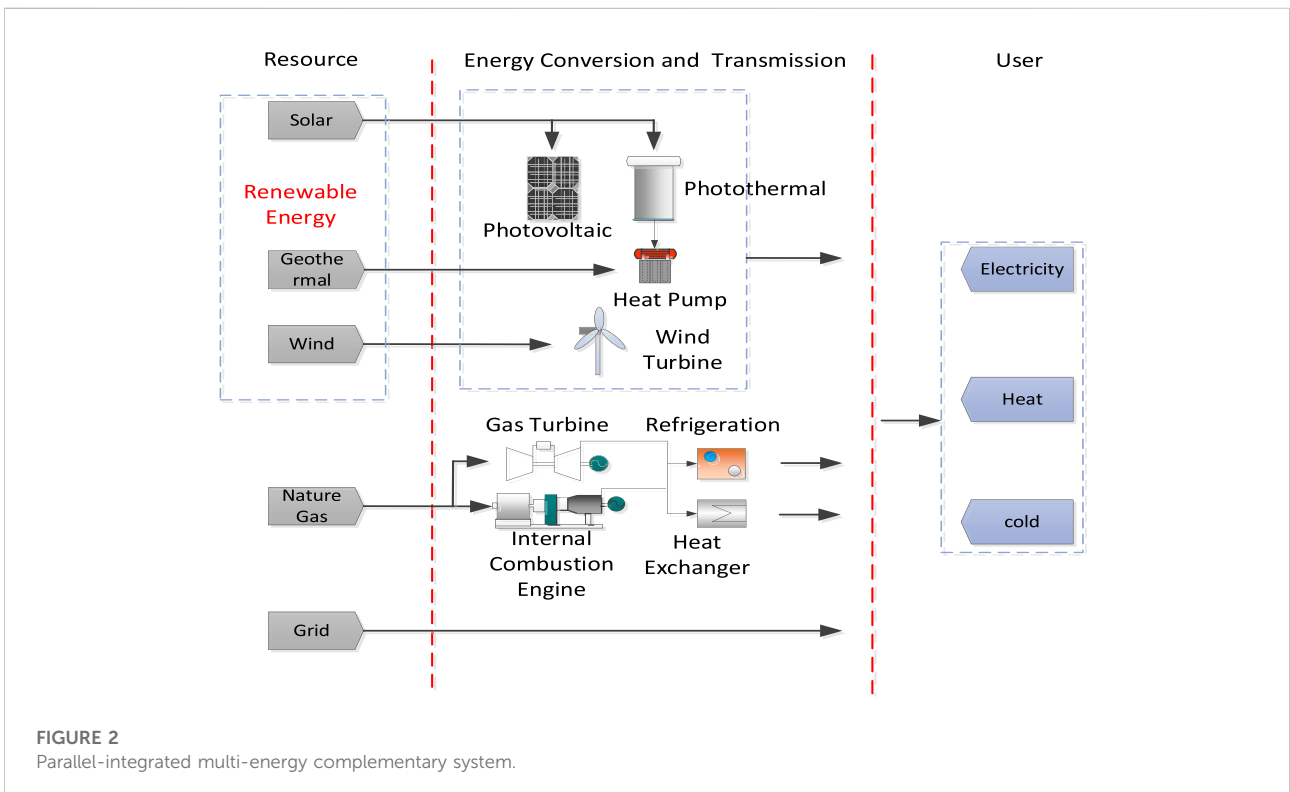 Resource
Energy Conversion and Transmission
User
Solar
Renewable
Energy
Geothe
rmal
Wind
Photovoltaic
Photothermal
Heat Pump
Wind
Turbine
Electricity
Heat
cold
Gas Turbine
Refrigeration
Nature
Gas
Internal
Combustion
Engine
Heat
Exchanger
Grid
FIGURE 2
Parallel-integrated multi-energy complementary system.